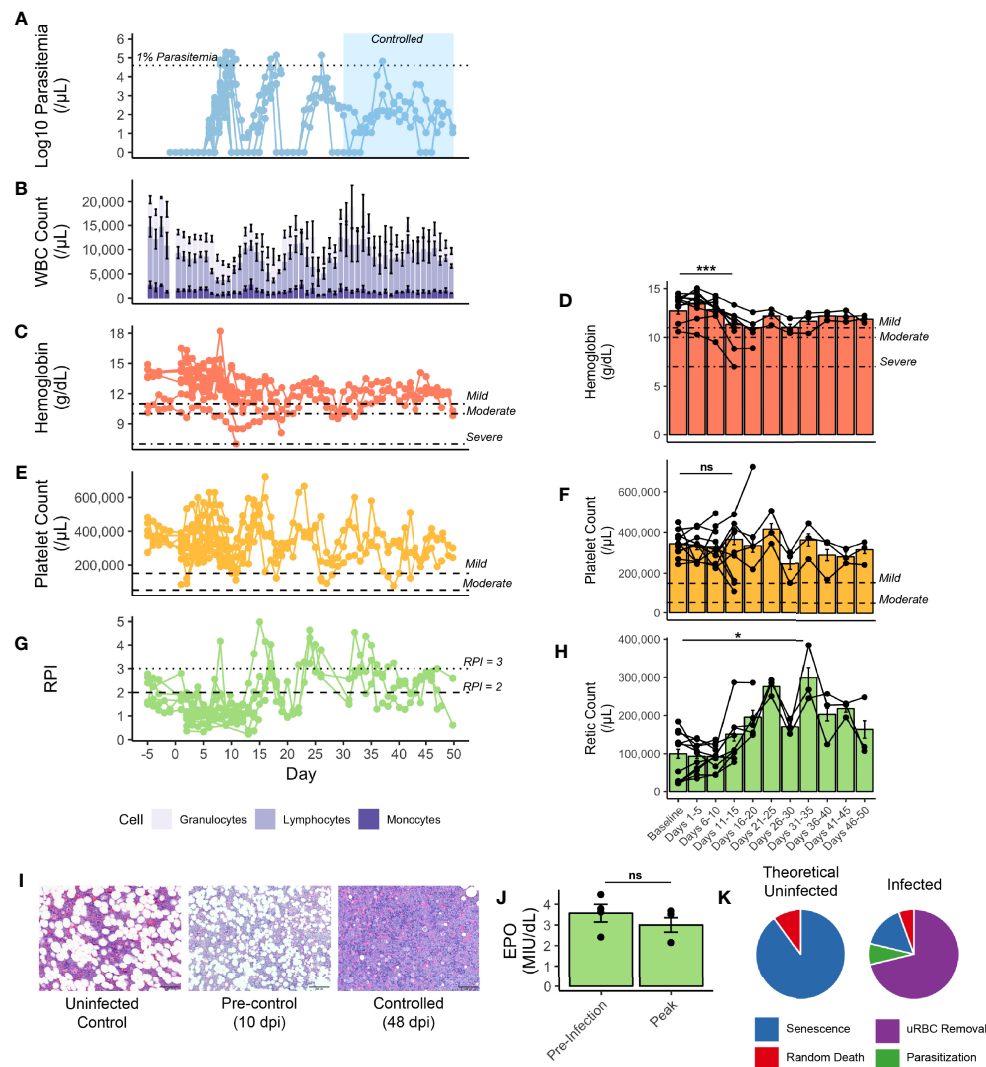 A
Log10 Parasitemia
(/µL)
6
5
4
3
2
1
0
1% Parasitemia
Controlled
B
WBC Count
(/µL)
20,000
15,000
10,000
5,000
0
C
Hemoglobin
(g/dL)
18
15
12
9
Mild
Moderate
Severe
D
Hemoglobin
(g/dL)
15
10
5
0
***
Mild
Moderate
Severe
E
Platelet Count
(/µL)
600,000
400,000
200,000
Mild
Moderate
F
Platelet Count
(/µL)
600,000
400,000
200,000
0
ns
Mild
Moderate
G
RPI
5
4
3
2
1
0
RPI = 3
RPI = 2
-5 0 5 10 15 20 25 30 35 40 45 50
Day
H
Retic Count
(/µL)
400,000
300,000
200,000
100,000
0
*
Baseline
Days 1-5
Days 6-10
Days 11-15
Days 16-20
Days 21-25
Days 26-30
Days 31-35
Days 36-40
Days 41-45
Days 46-50
Cell Granulocytes Lymphocytes Monocytes
I
Uninfected
Control
Pre-control
(10 dpi)
Controlled
(48 dpi)
J
EPO
(MIU/dL)
4
3
2
1
0
ns
Pre-Infection
Peak
K
Theoretical
Uninfected
Infected
Senescence
uRBC Removal
Random Death
Parasitization